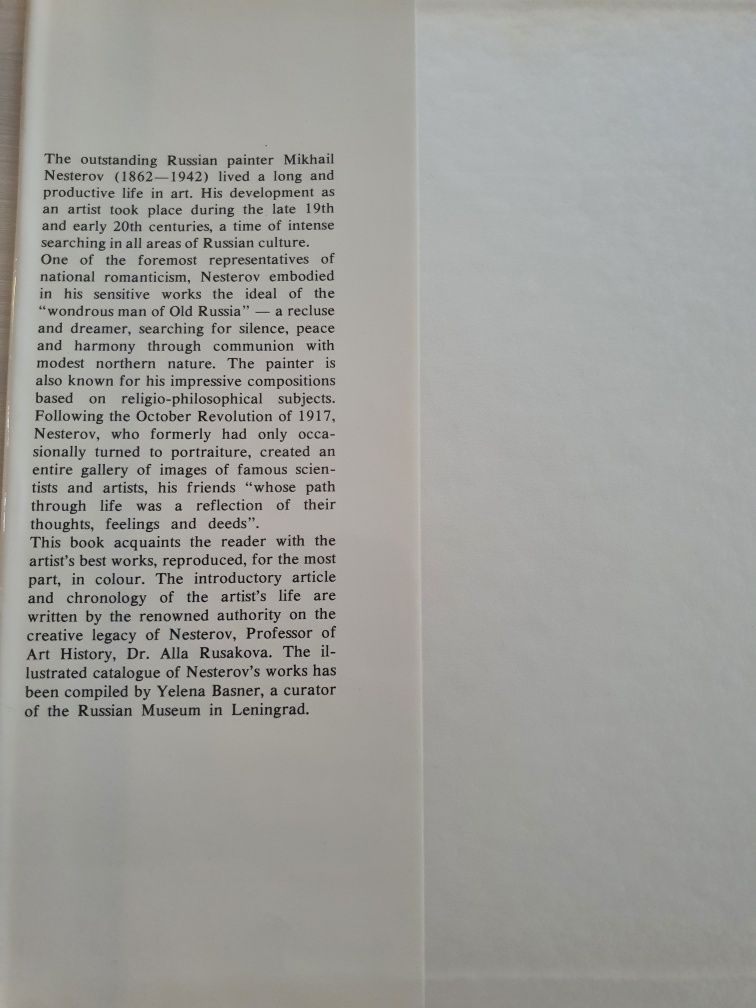 The outstanding Russian painter Mikhail
Nesterov (1862—1942) lived a long and
productive life in art. His development as
an artist took place during the late 19th
and early 20th centuries, a time of intense
searching in all areas of Russian culture.
One of the foremost representatives of
national romanticism, Nesterov embodied
in his sensitive works the ideal of the
“wondrous man of Old Russia” — a recluse
and dreamer, searching for silence, peace
and harmony through communion with
modest northern nature. The painter is
also known for his impressive compositions
based on religio-philosophical subjects.
Following the October Revolution of 1917,
Nesterov, who formerly had only occa-
sionally turned to portraiture, created an
entire gallery of images of famous scien-
tists and artists, his friends “whose path
through life was a reflection of their
thoughts, feelings and deeds”.
This book acquaints the reader with the
artist’s best works, reproduced, for the most
part, in colour. The introductory article
and chronology of the artist’s life are
written by the renowned authority on the
creative legacy of Nesterov, Professor of
Art History, Dr. Alla Rusakova. The il-
lustrated catalogue of Nesterov’s works has
been compiled by Yelena Basner, a curator
of the Russian Museum in Leningrad.